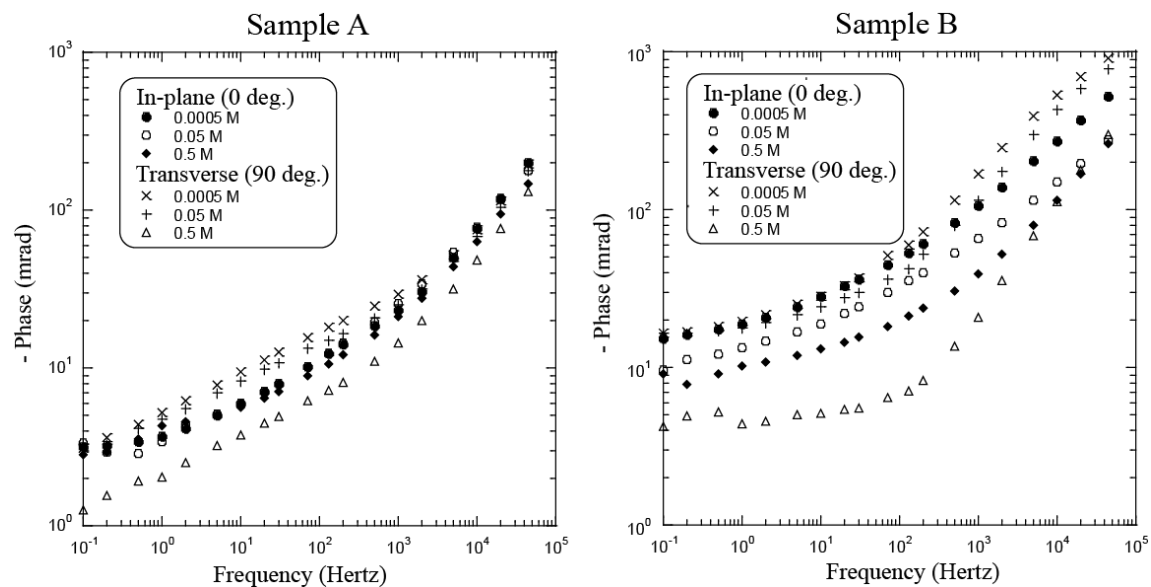 Sample A
10³
10²
10¹
10⁰
- Phase (mrad)
In-plane (0 deg.)
0.0005 M
0.05 M
0.5 M
Transverse (90 deg.)
0.0005 M
0.05 M
0.5 M
10⁻¹ 10⁰ 10¹ 10² 10³ 10⁴ 10⁵
Frequency (Hertz)
Sample B
10³
10²
10¹
10⁰
- Phase (mrad)
In-plane (0 deg.)
0.0005 M
0.05 M
0.5 M
Transverse (90 deg.)
0.0005 M
0.05 M
0.5 M
10⁻¹ 10⁰ 10¹ 10² 10³ 10⁴ 10⁵
Frequency (Hertz)